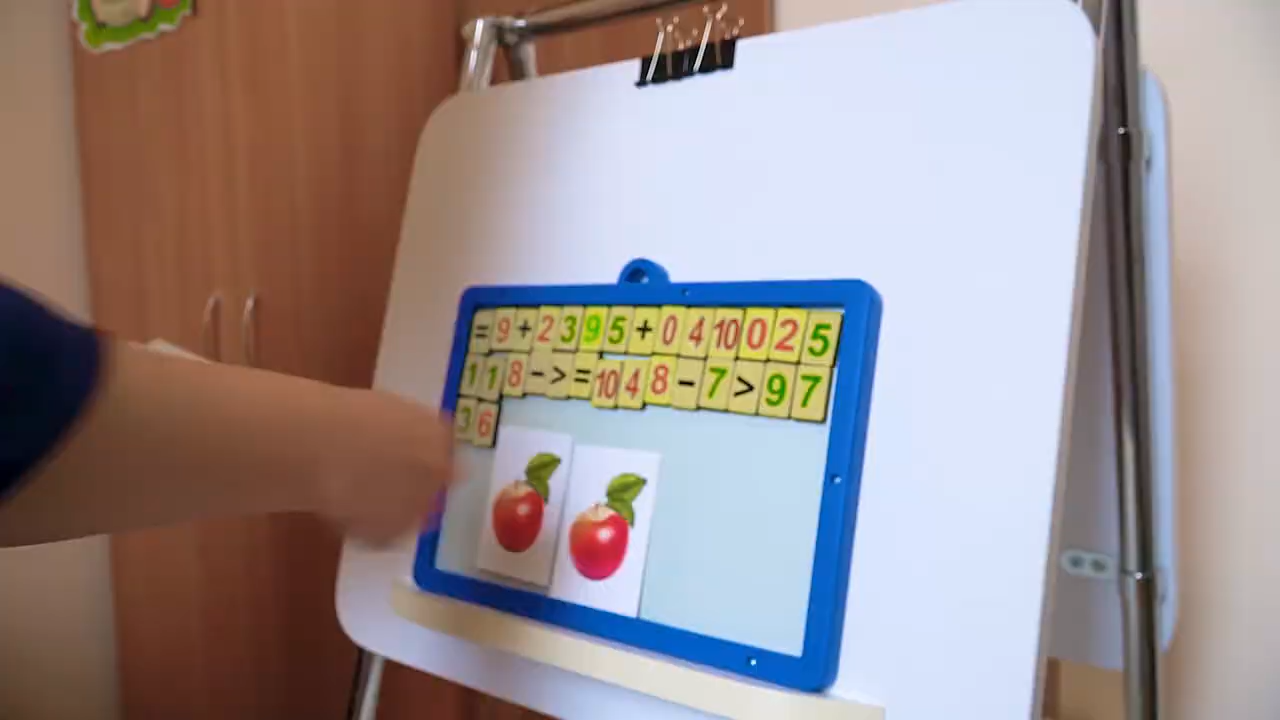 = 9 + 2 3 9 5 + 0 4 10 0 2 5
1 1 8 - > = 10 4 8 - 7 > 9 7
3 6